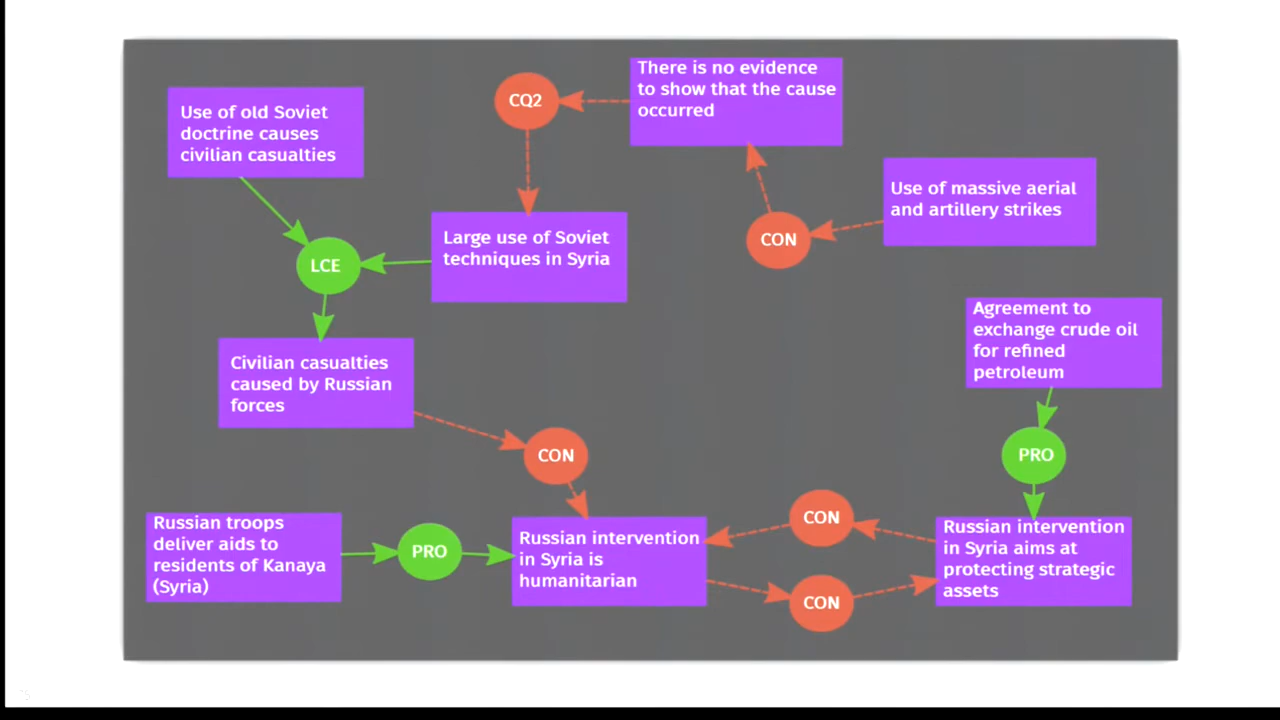 There is no evidence
to show that the cause
occurred
CQ2
Use of old Soviet
doctrine causes
civilian casualties
Use of massive aerial
and artillery strikes
Large use of Soviet
techniques in Syria
CON
LCE
Agreement to
exchange crude oil
for refined
petroleum
Civilian casualties
caused by Russian
forces
CON
PRO
Russian troops
deliver aids to
residents of Kanaya
(Syria)
PRO
Russian intervention
in Syria is
humanitarian
CON
CON
Russian intervention
in Syria aims at
protecting strategic
assets